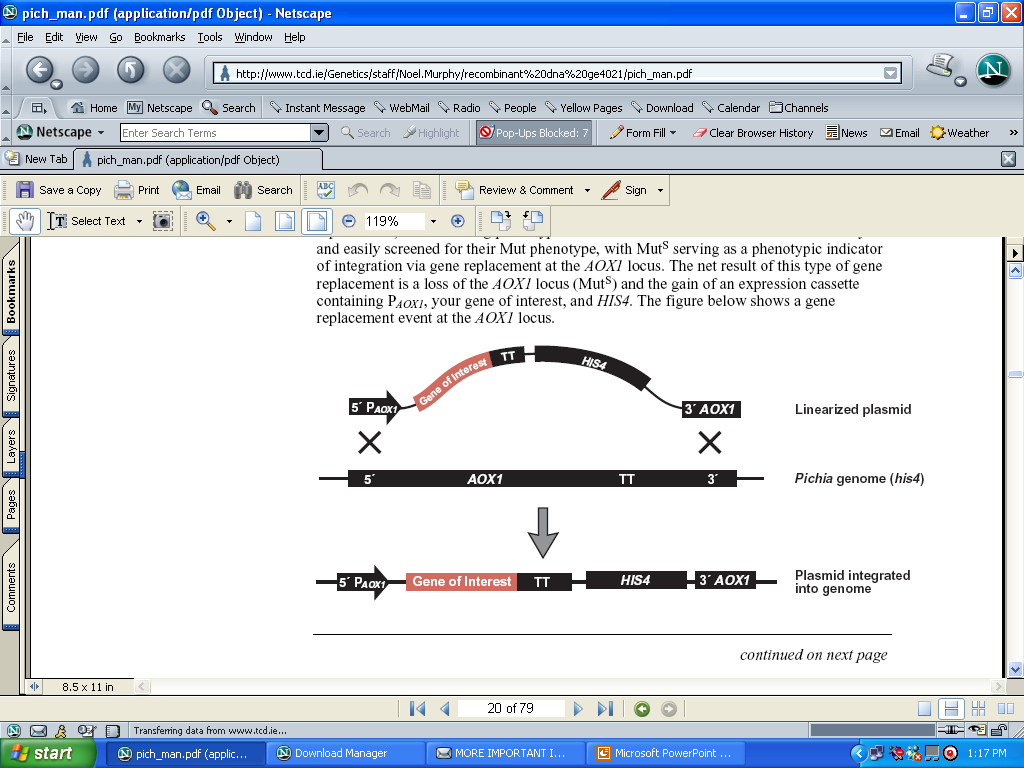 pich_man.pdf (application/pdf Object) - Netscape
File Edit View Go Bookmarks Tools Window Help
http://www.tcd.ie/Genetics/staff/Noel.Murphy/recombinant%20dna%20ge4021/pich_man.pdf
Home My Netscape Search Instant Message WebMail Radio People Yellow Pages Download Calendar Channels
Netscape Enter Search Terms Search Highlight Pop-Ups Blocked: 7 Form Fill Clear Browser History News Email Weather »
New Tab pich_man.pdf (application/pdf Object)
Save a Copy Print Email Search Review & Comment Sign
Select Text 119%
Bookmarks
Signatures
Layers
Pages
Comments
and easily screened for their Mut phenotype, with MutS serving as a phenotypic indicator
of integration via gene replacement at the AOX1 locus. The net result of this type of gene
replacement is a loss of the AOX1 locus (MutS) and the gain of an expression cassette
containing PAOX1, your gene of interest, and HIS4. The figure below shows a gene
replacement event at the AOX1 locus.
5´ PAOX1 Gene of Interest TT HIS4 3´ AOX1 Linearized plasmid
5´ AOX1 TT 3´ Pichia genome (his4)
5´ PAOX1 Gene of Interest TT HIS4 3´ AOX1 Plasmid integrated
into genome
continued on next page
8.5 x 11 in
20 of 79
Transferring data from www.tcd.ie...
start pich_man.pdf (applic... Download Manager MORE IMPORTANT I... Microsoft PowerPoint ... 1:17 PM